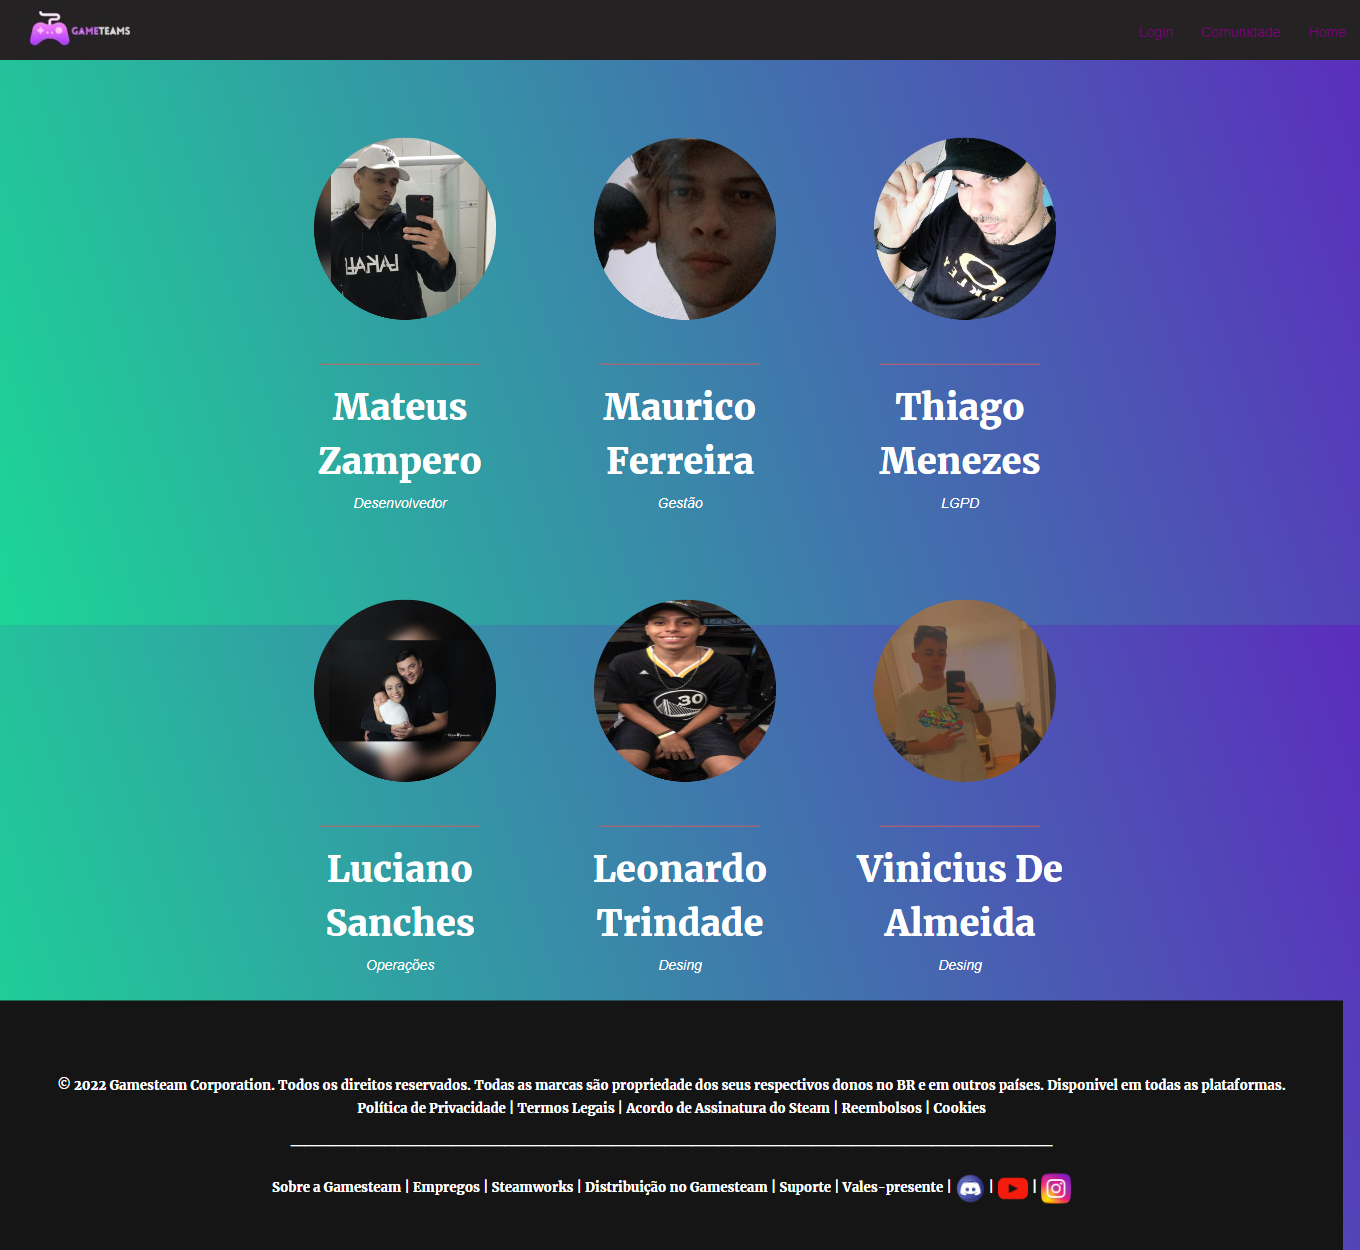 GAMETEAMS
Login Comunidade Home
Mateus
Zampero
Desenvolvedor
Maurico
Ferreira
Gestão
Thiago
Menezes
LGPD
30
Luciano
Sanches
Operações
Leonardo
Trindade
Desing
Vinicius De
Almeida
Desing
© 2022 Gamesteam Corporation. Todos os direitos reservados. Todas as marcas são propriedade dos seus respectivos donos no BR e em outros países. Disponivel em todas as plataformas.
Política de Privacidade | Termos Legais | Acordo de Assinatura do Steam | Reembolsos | Cookies
Sobre a Gamesteam | Empregos | Steamworks | Distribuição no Gamesteam | Suporte | Vales-presente | | |